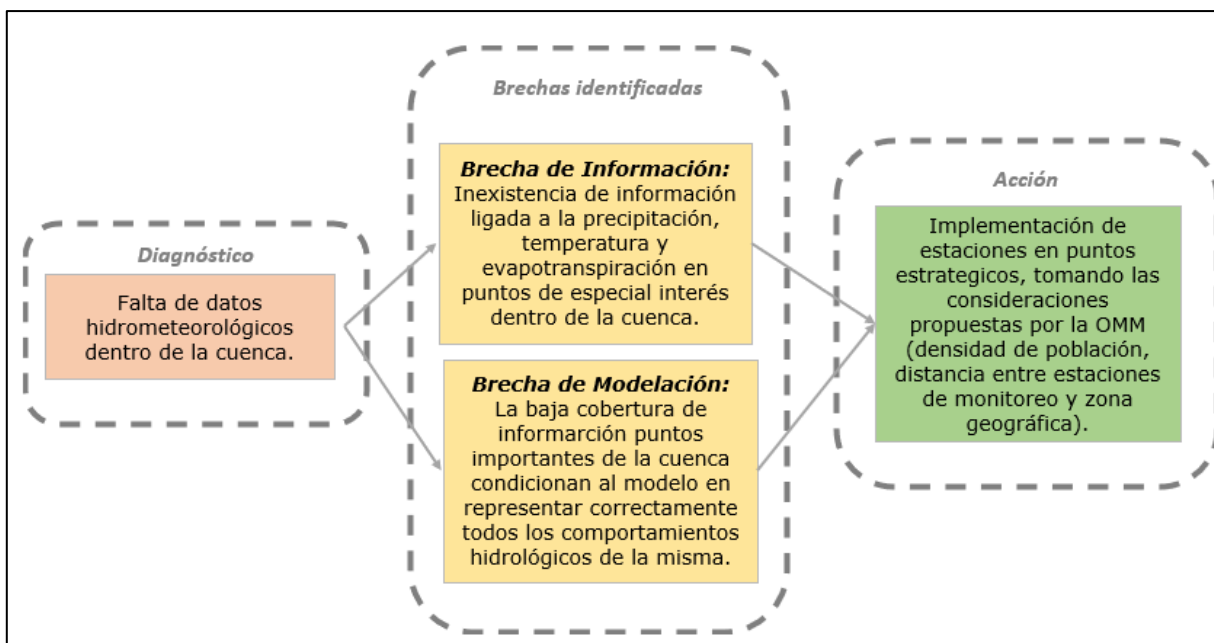 Diagnóstico
Falta de datos
hidrometeorológicos
dentro de la cuenca.
Brechas identificadas
Brecha de Información:
Inexistencia de información
ligada a la precipitación,
temperatura y
evapotranspiración en
puntos de especial interés
dentro de la cuenca.
Brecha de Modelación:
La baja cobertura de
informarción puntos
importantes de la cuenca
condicionan al modelo en
representar correctamente
todos los comportamientos
hidrológicos de la misma.
Acción
Implementación de
estaciones en puntos
estrategicos, tomando las
consideraciones
propuestas por la OMM
(densidad de población,
distancia entre estaciones
de monitoreo y zona
geográfica).